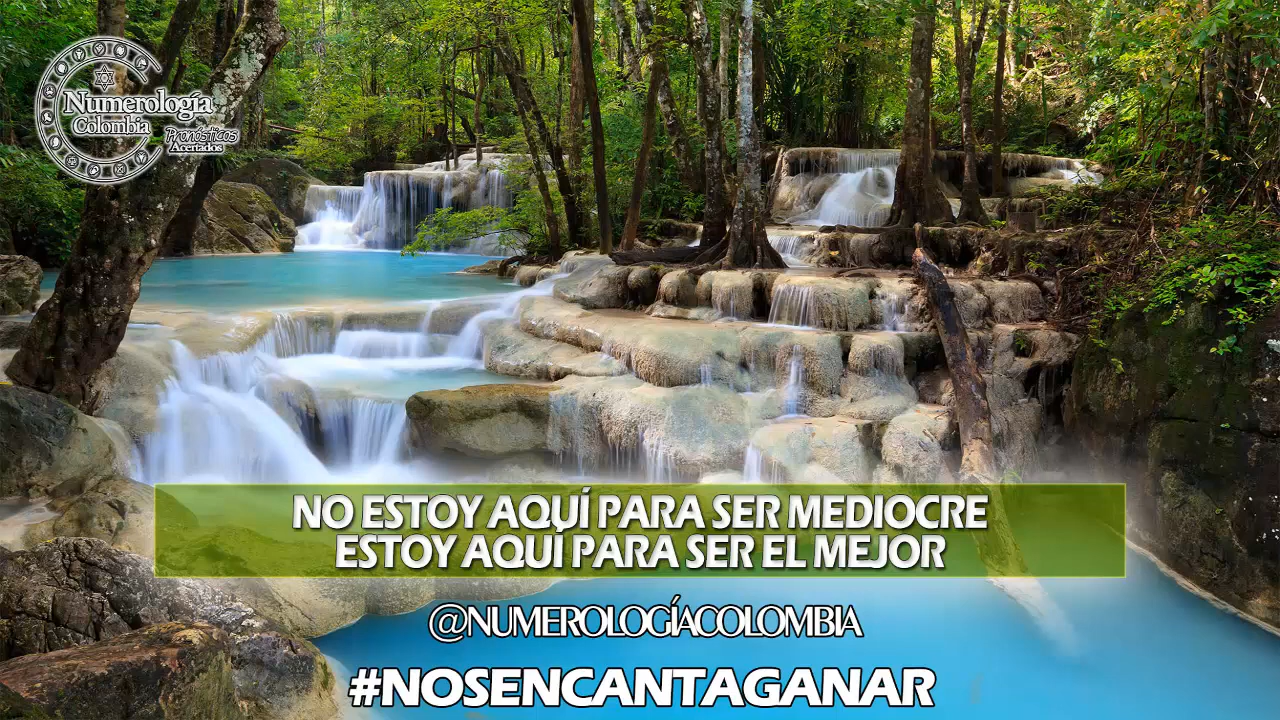 Numerología
Colombia
Pronósticos
Acertados
NO ESTOY AQUÍ PARA SER MEDIOCRE
ESTOY AQUÍ PARA SER EL MEJOR
@NUMEROLOGÍACOLOMBIA
#NOSENCANTAGANAR